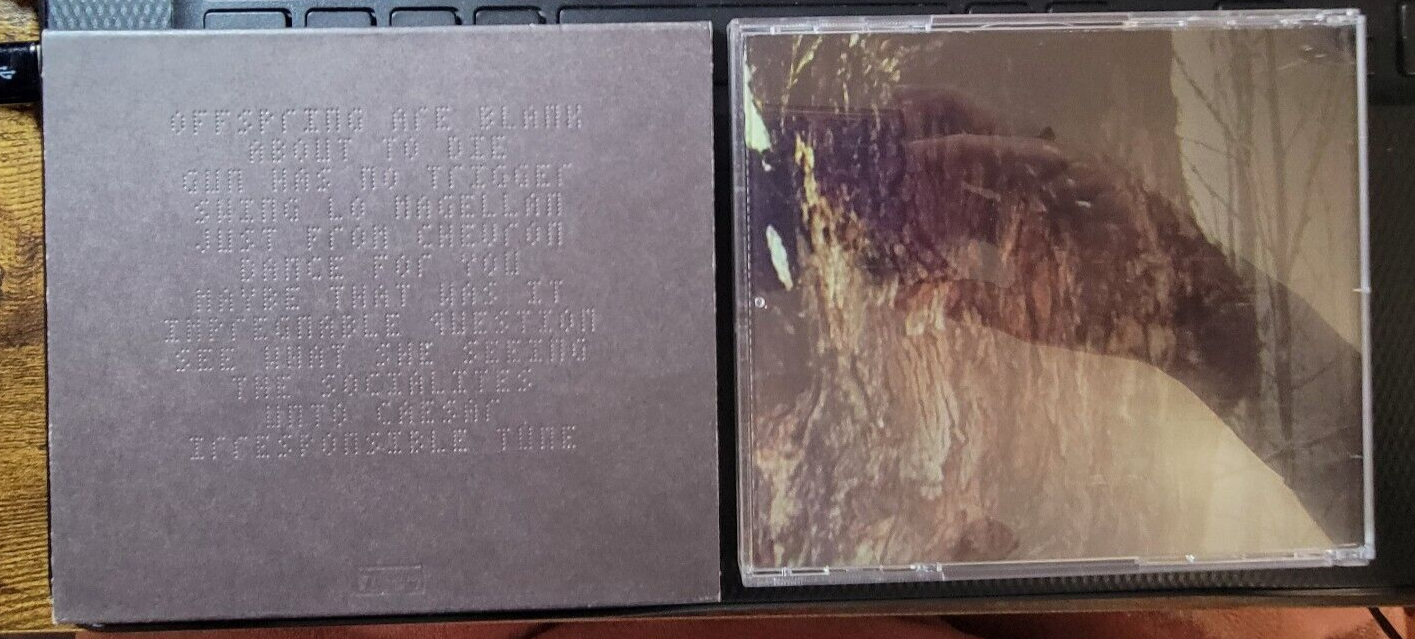 OFFSPrING ArE BLANK
ABOUT TO DIE
GUN HAS NO TrIGGEr
SWING LO MAGELLAN
JUST FrOM CHEVrON
DANCE FOr YOU
MAYBE THAT WAS IT
IMPrEGNABLE QUESTION
SEE WHAT SHE SEEING
THE SOCIALITES
UNTO CAESAr
IrrESPONSIBLE TUNE